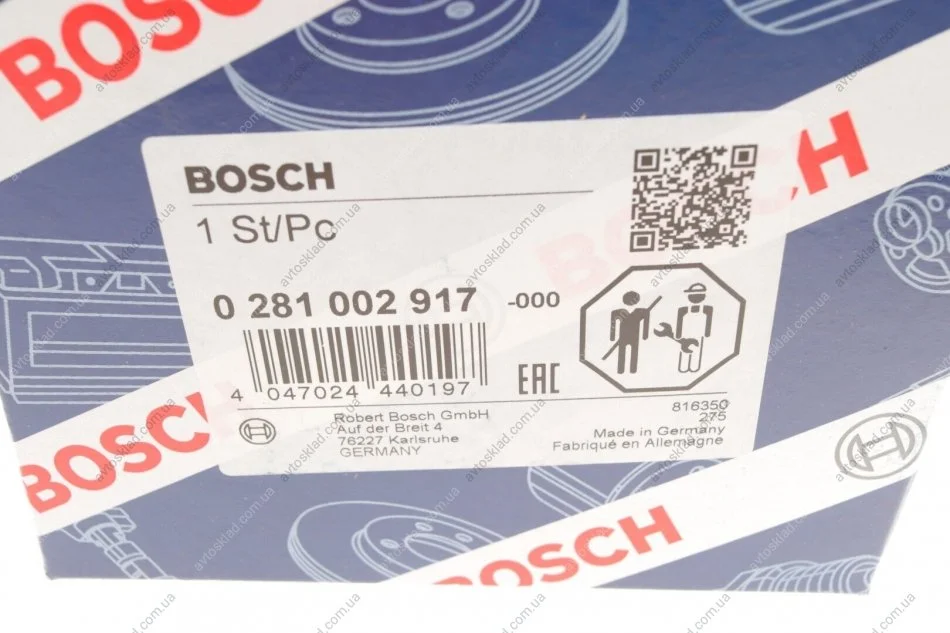 BOSCH
BOSCH
1 St/Pc
0 281 002 917 -000
4 047024 440197
EAC
Robert Bosch GmbH
Auf der Breit 4
76227 Karlsruhe
GERMANY
816350
275
Made in Germany
Fabriqué en Allemagne
BOSCH
BOSCH
BOSCH
avtosklad.com.ua